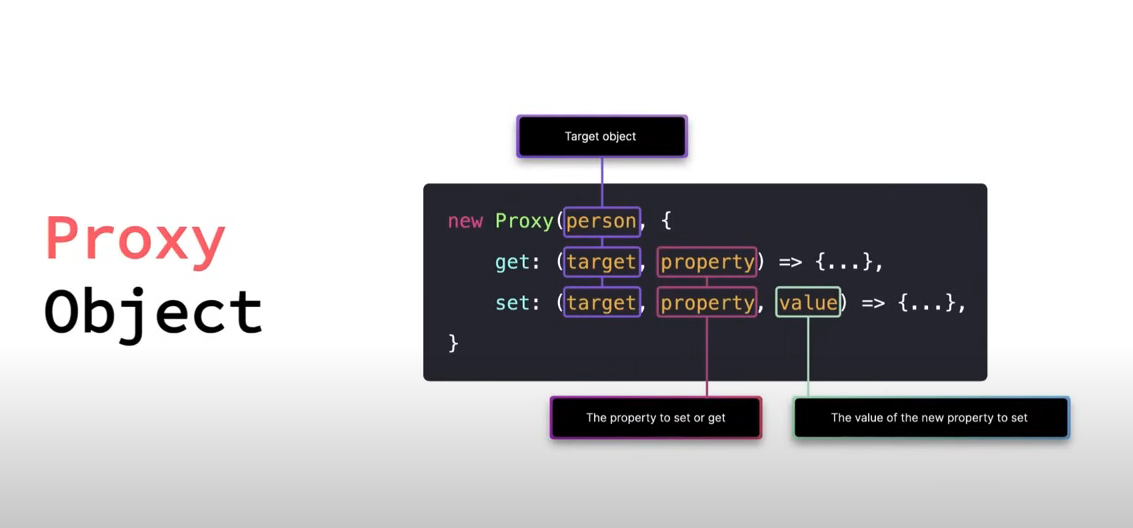 Proxy
Object
Target object
new Proxy(person, {
get: (target, property) => {...},
set: (target, property, value) => {...},
}
The property to set or get
The value of the new property to set